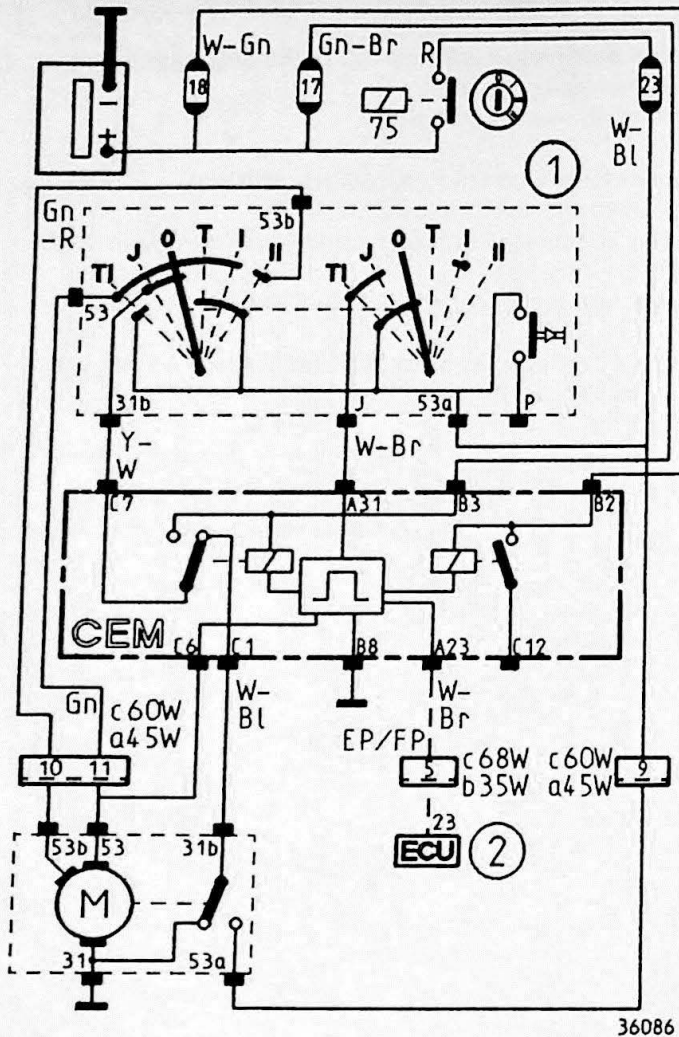 W-Gn
Gn-Br
R
18
17
23
75
- +
W-
Bl
1
Gn
-R
53b
TI J O T I II
TI J O T I II
53
31b
J
53a
P
Y-
W
W-Br
C7
A31
B3
B2
CEM
C6
C1
B8
A23
C12
Gn
c60W
a45W
W-
Bl
EP/FP
W-
Br
10 11
5
c68W
b35W
c60W
a45W
9
23
ECU
2
53b
53
31b
M
31
53a
36086